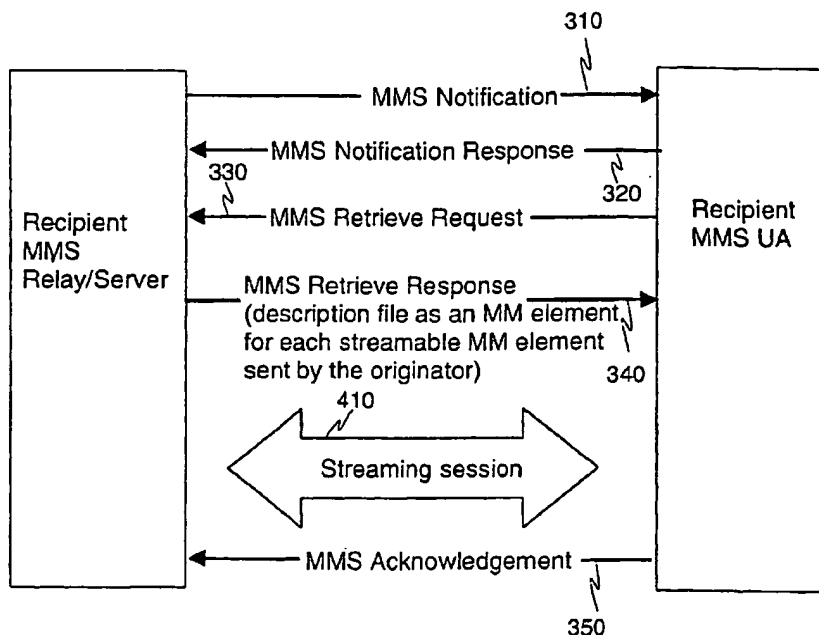 310
MMS Notification
MMS Notification Response
330
320
MMS Retrieve Request
Recipient
MMS
Relay/Server
Recipient
MMS UA
MMS Retrieve Response
(description file as an MM element
for each streamable MM element
sent by the originator)
340
410
Streaming session
MMS Acknowledgement
350